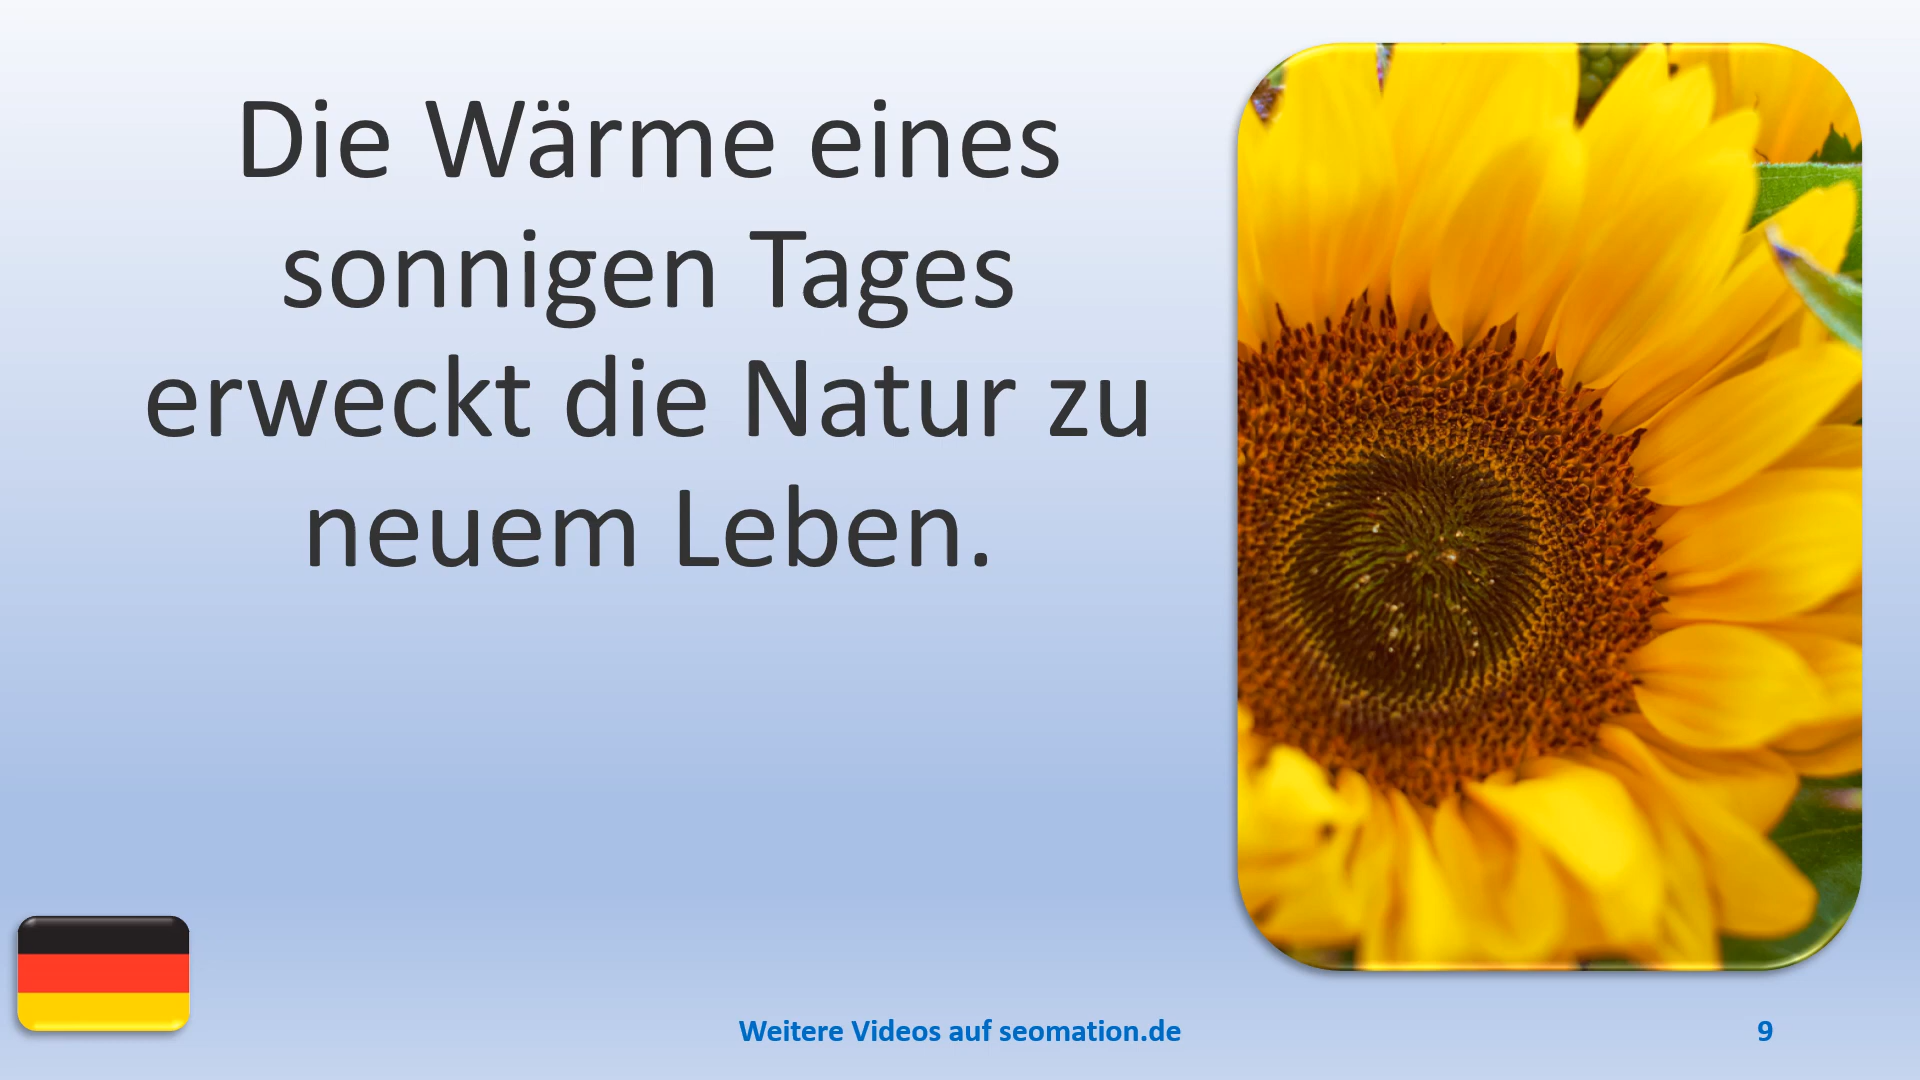 Die Wärme eines
sonnigen Tages
erweckt die Natur zu
neuem Leben.
Weitere Videos auf seomation.de
9